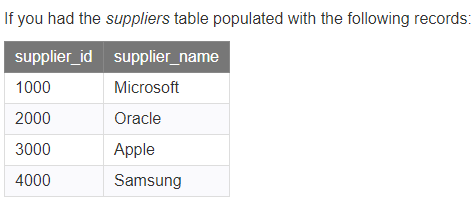 If you had the suppliers table populated with the following records:
supplier_id supplier_name
1000 Microsoft
2000 Oracle
3000 Apple
4000 Samsung